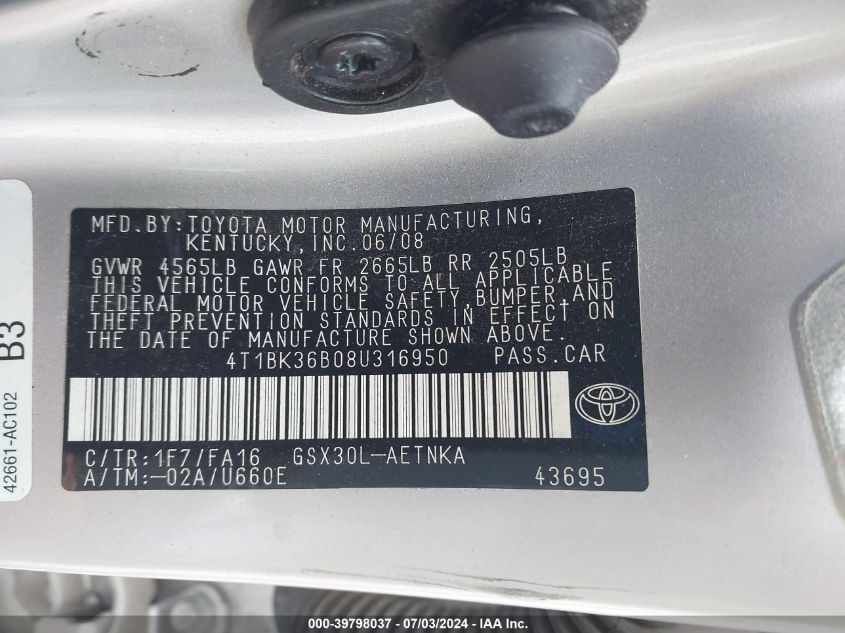 MFD.BY:TOYOTA MOTOR MANUFACTURING,
KENTUCKY,INC.06/08
GVWR 4565LB GAWR FR 2665LB RR 2505LB
THIS VEHICLE CONFORMS TO ALL APPLICABLE
FEDERAL MOTOR VEHICLE SAFETY,BUMPER,AND
THEFT PREVENTION STANDARDS IN EFFECT ON
THE DATE OF MANUFACTURE SHOWN ABOVE.
4T1BK36B08U316950 PASS.CAR
C/TR:1F7/FA16 GSX30L-AETNKA
A/TM:-02A/U660E 43695
42661-AC102
B3
000-39798037 - 07/03/2024 - IAA Inc.